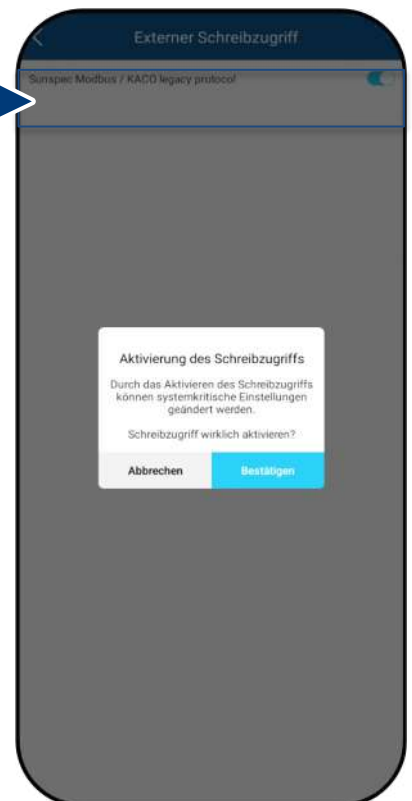 Externer Schreibzugriff
Sunspec Modbus / KACO legacy protocol
Aktivierung des Schreibzugriffs
Durch das Aktivieren des Schreibzugriffs
können systemkritische Einstellungen
geändert werden.
Schreibzugriff wirklich aktivieren?
Abbrechen
Bestätigen